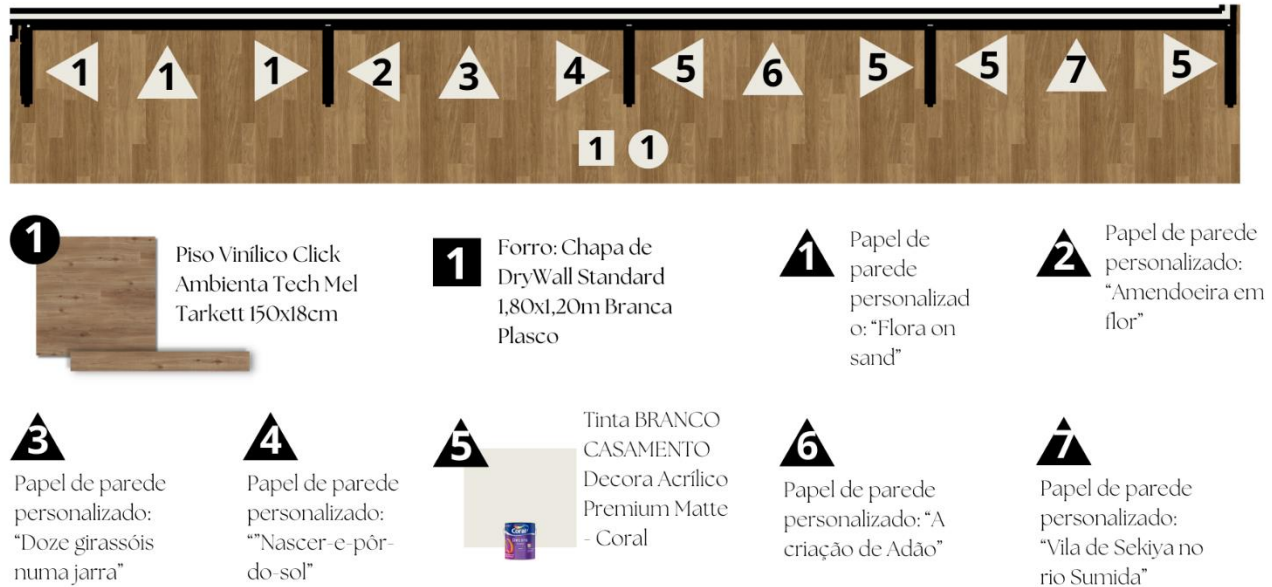 1 1 1 2 3 4 5 6 5 5 7 5
1 1
1
Piso Vinílico Click
Ambienta Tech Mel
Tarkett 150x18cm
1
Forro: Chapa de
DryWall Standard
1,80x1,20m Branca
Plasco
1
Papel de
parede
personalizad
o: “Flora on
sand”
2
Papel de parede
personalizado:
“Amendoeira em
flor”
3
Papel de parede
personalizado:
“Doze girassóis
numa jarra”
4
Papel de parede
personalizado:
“”Nascer-e-pôr-
do-sol”
5
Tinta BRANCO
CASAMENTO
Decora Acrílico
Premium Matte
- Coral
Coral
6
Papel de parede
personalizado: “A
criação de Adão”
7
Papel de parede
personalizado:
“Vila de Sekiya no
rio Sumida”